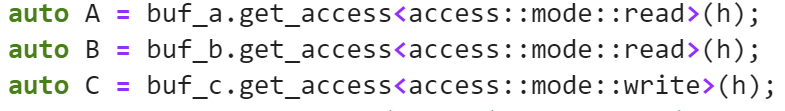 auto A = buf_a.get_access<access::mode::read>(h);
auto B = buf_b.get_access<access::mode::read>(h);
auto C = buf_c.get_access<access::mode::write>(h);